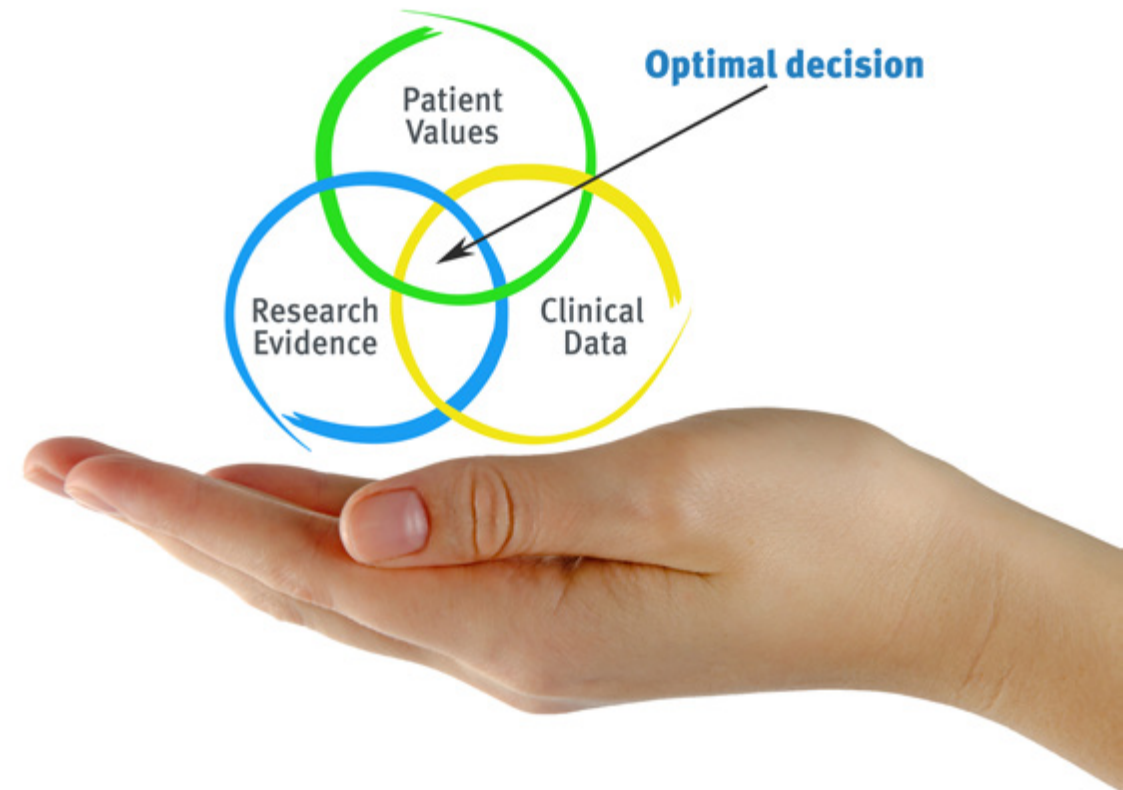 Optimal decision
Patient
Values
Research
Evidence
Clinical
Data